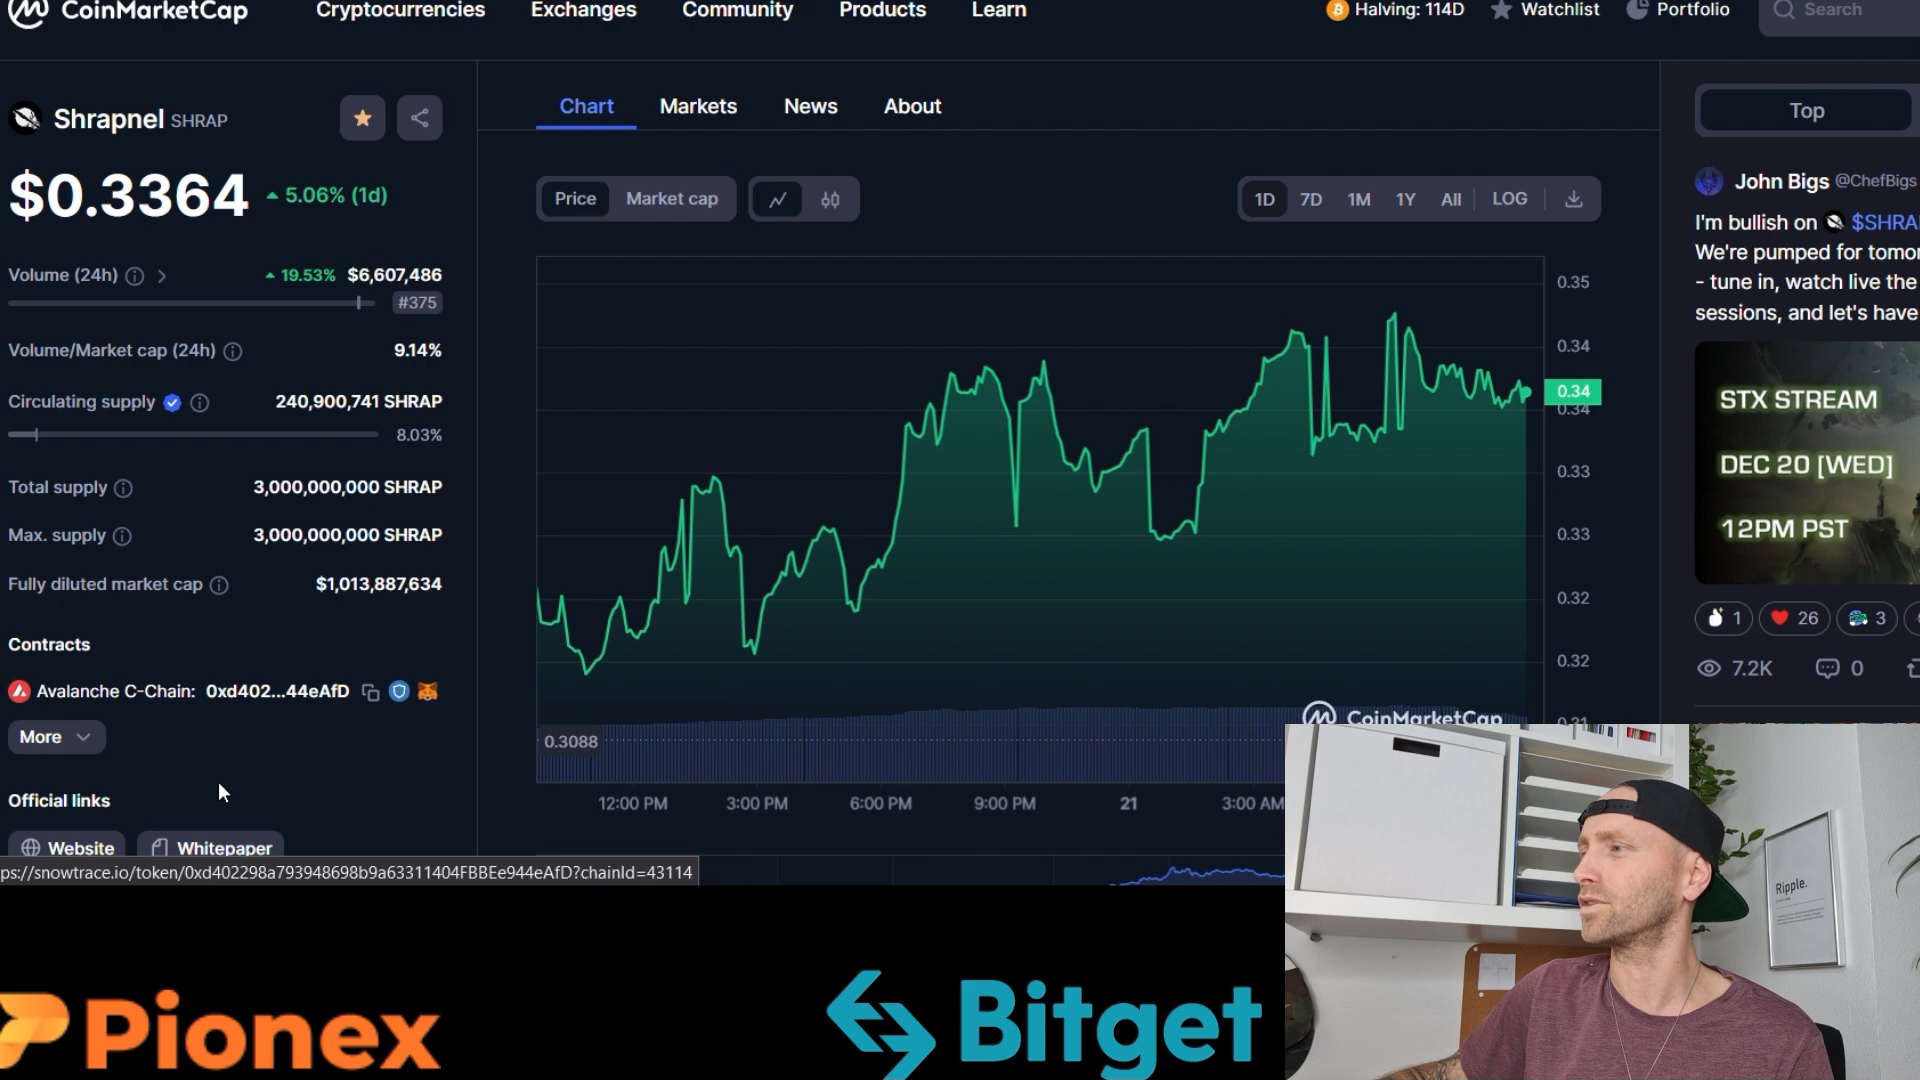 CoinMarketCap
Cryptocurrencies Exchanges Community Products Learn
Halving: 114D Watchlist Portfolio Search
Shrapnel SHRAP
$0.3364 5.06% (1d)
Volume (24h) 19.53% $6,607,486
#375
Volume/Market cap (24h) 9.14%
Circulating supply 240,900,741 SHRAP
8.03%
Total supply 3,000,000,000 SHRAP
Max. supply 3,000,000,000 SHRAP
Fully diluted market cap $1,013,887,634
Contracts
Avalanche C-Chain: 0xd402...44eAfD
More
Official links
Website Whitepaper
ps://snowtrace.io/token/0xd402298a793948698b9a63311404FBBEe944eAfD?chainId=43114
Chart Markets News About
Price Market cap
1D 7D 1M 1Y All LOG
0.35
0.34
0.34
0.34
0.33
0.33
0.32
0.32
0.31
CoinMarketCap
0.3088
12:00 PM 3:00 PM 6:00 PM 9:00 PM 21 3:00 AM
Top
John Bigs @ChefBigs
I'm bullish on $SHRA
We're pumped for tomor
- tune in, watch live the
sessions, and let's have
STX STREAM
DEC 20 [WED]
12PM PST
1 26 3
7.2K 0
Ripple.
Pionex
Bitget